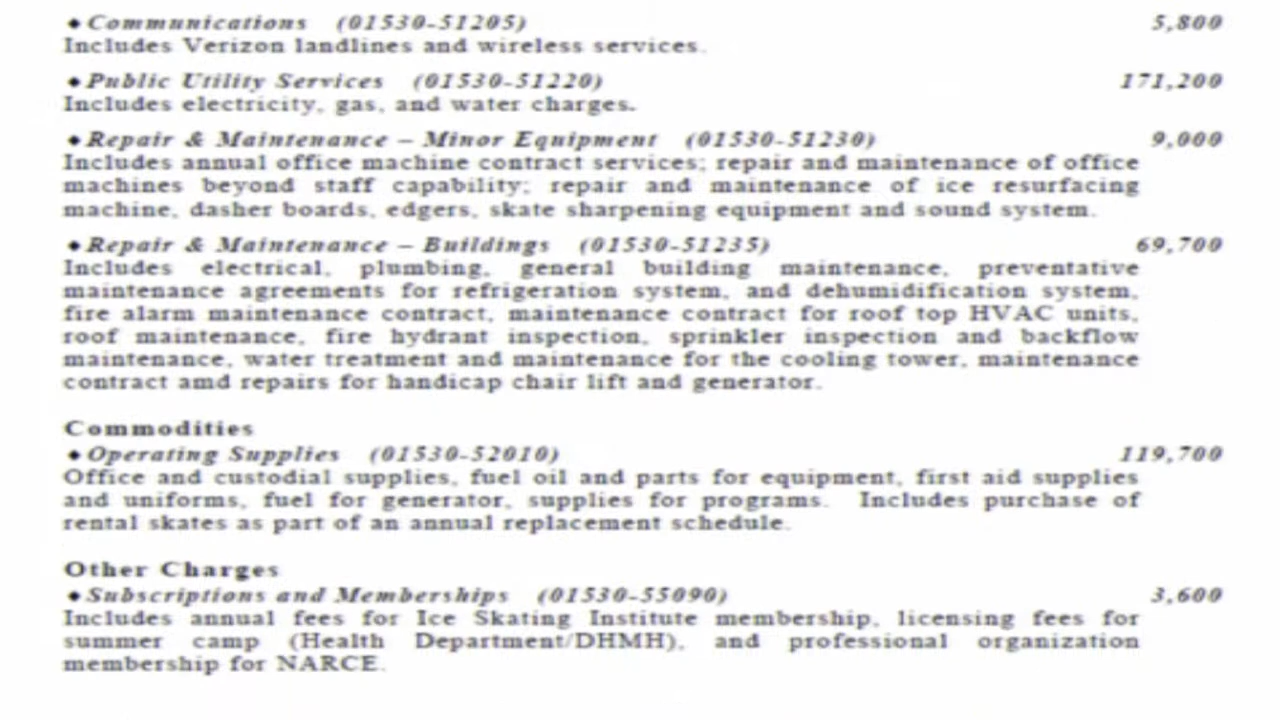 ◆Communications (01530-51205) 5,800
Includes Verizon landlines and wireless services.
◆Public Utility Services (01530-51220) 171,200
Includes electricity, gas, and water charges.
◆Repair & Maintenance – Minor Equipment (01530-51230) 9,000
Includes annual office machine contract services; repair and maintenance of office
machines beyond staff capability; repair and maintenance of ice resurfacing
machine, dasher boards, edgers, skate sharpening equipment and sound system.
◆Repair & Maintenance – Buildings (01530-51235) 69,700
Includes electrical, plumbing, general building maintenance, preventative
maintenance agreements for refrigeration system, and dehumidification system,
fire alarm maintenance contract, maintenance contract for roof top HVAC units,
roof maintenance, fire hydrant inspection, sprinkler inspection and backflow
maintenance, water treatment and maintenance for the cooling tower, maintenance
contract amd repairs for handicap chair lift and generator.
Commodities
◆Operating Supplies (01530-52010) 119,700
Office and custodial supplies, fuel oil and parts for equipment, first aid supplies
and uniforms, fuel for generator, supplies for programs. Includes purchase of
rental skates as part of an annual replacement schedule.
Other Charges
◆Subscriptions and Memberships (01530-55090) 3,600
Includes annual fees for Ice Skating Institute membership, licensing fees for
summer camp (Health Department/DHMH), and professional organization
membership for NARCE.